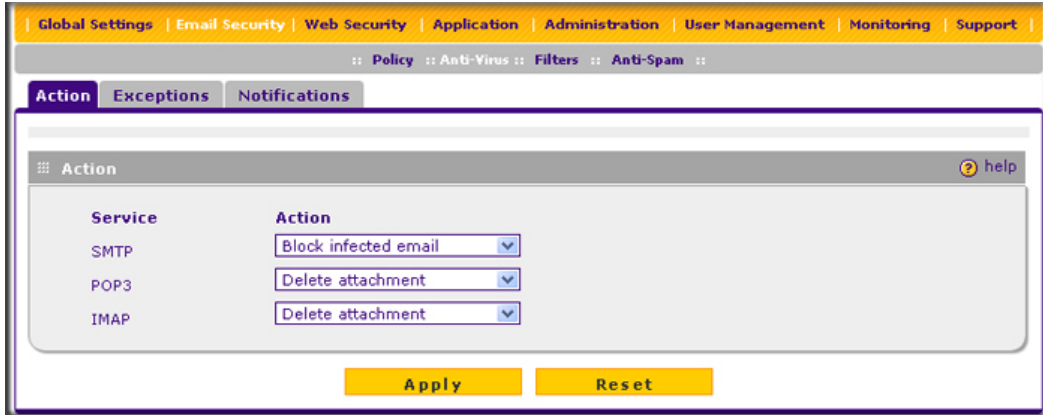 | Global Settings | Email Security | Web Security | Application | Administration | User Management | Monitoring | Support |
:: Policy :: Anti-Virus :: Filters :: Anti-Spam ::
Action Exceptions Notifications
Action ? help
Service Action
SMTP Block infected email
POP3 Delete attachment
IMAP Delete attachment
Apply Reset